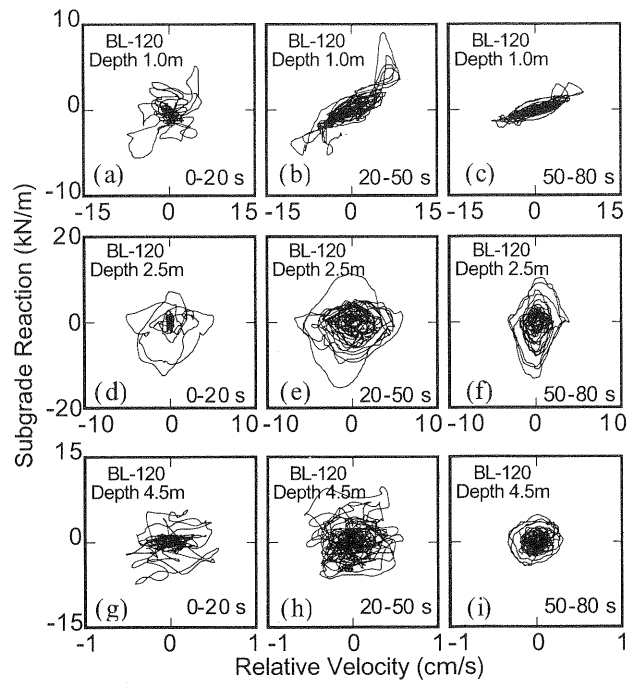 Subgrade Reaction (kN/m)
10
0
-10
BL-120
Depth 1.0m
(a)
0-20 s
BL-120
Depth 1.0m
(b)
20-50 s
BL-120
Depth 1.0m
(c)
50-80 s
-15 0 15 -15 0 15 -15 0 15
20
0
-20
BL-120
Depth 2.5m
(d)
0-20 s
BL-120
Depth 2.5m
(e)
20-50 s
BL-120
Depth 2.5m
(f)
50-80 s
-10 0 10 -10 0 10 -10 0 10
15
0
-15
BL-120
Depth 4.5m
(g)
0-20 s
BL-120
Depth 4.5m
(h)
20-50 s
BL-120
Depth 4.5m
(i)
50-80 s
-1 0 1 -1 0 1 -1 0 1
Relative Velocity (cm/s)